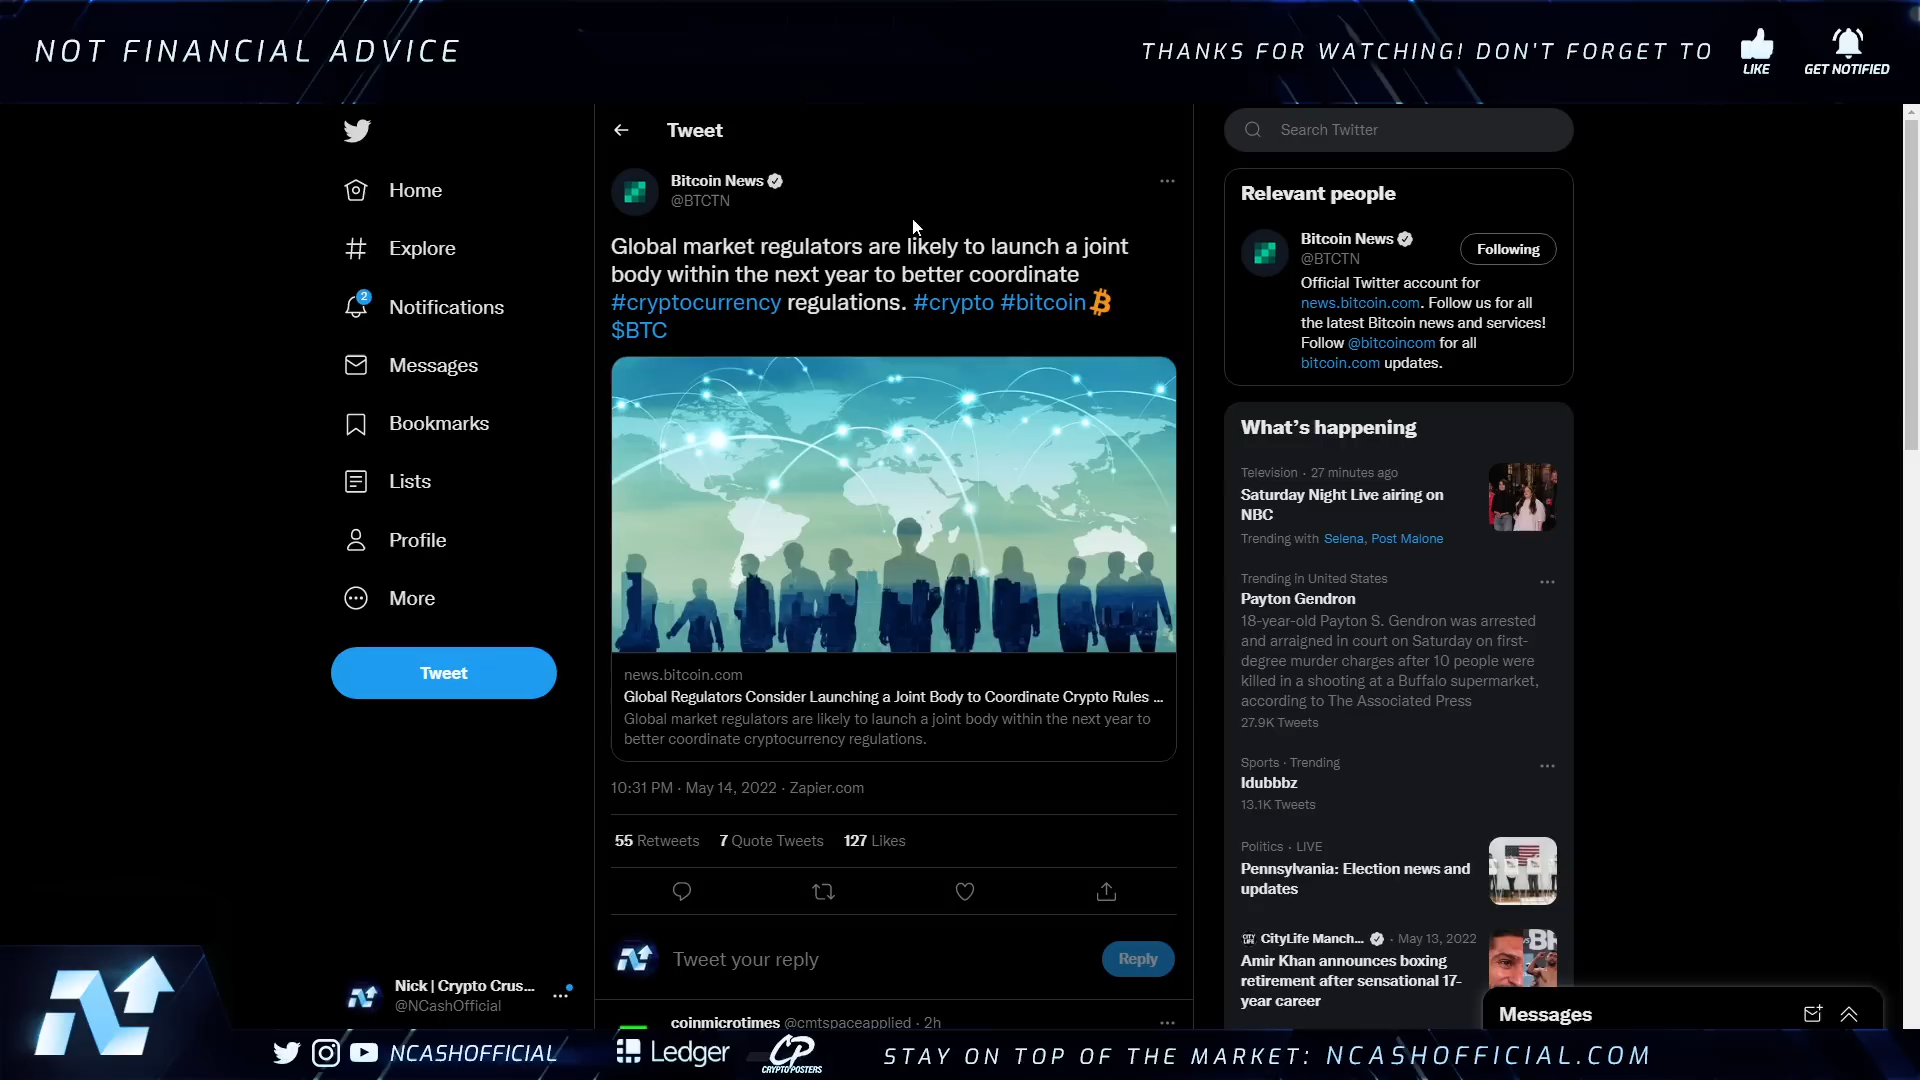 NOT FINANCIAL ADVICE
THANKS FOR WATCHING! DON'T FORGET TO
LIKE
GET NOTIFIED
Home
Explore
2
Notifications
Messages
Bookmarks
Lists
Profile
More
Tweet
Nick | Crypto Crus...
@NCashOfficial
Tweet
Bitcoin News
@BTCTN
Global market regulators are likely to launch a joint
body within the next year to better coordinate
#cryptocurrency regulations. #crypto #bitcoin
$BTC
news.bitcoin.com
Global Regulators Consider Launching a Joint Body to Coordinate Crypto Rules ...
Global market regulators are likely to launch a joint body within the next year to
better coordinate cryptocurrency regulations.
10:31 PM · May 14, 2022 · Zapier.com
55 Retweets 7 Quote Tweets 127 Likes
Tweet your reply
Reply
coinmicrotimes @cmtspaceapplied · 2h
Search Twitter
Relevant people
Bitcoin News
@BTCTN
Following
Official Twitter account for
news.bitcoin.com. Follow us for all
the latest Bitcoin news and services!
Follow @bitcoincom for all
bitcoin.com updates.
What's happening
Television · 27 minutes ago
Saturday Night Live airing on
NBC
Trending with Selena, Post Malone
Trending in United States
Payton Gendron
18-year-old Payton S. Gendron was arrested
and arraigned in court on Saturday on first-
degree murder charges after 10 people were
killed in a shooting at a Buffalo supermarket,
according to The Associated Press
27.9K Tweets
Sports · Trending
Idubbbz
13.1K Tweets
Politics · LIVE
Pennsylvania: Election news and
updates
CityLife Manch... · May 13, 2022
Amir Khan announces boxing
retirement after sensational 17-
year career
Messages
NCASHOFFICIAL
Ledger
CP
CRYPTOPOSTERS
STAY ON TOP OF THE MARKET: NCASHOFFICIAL.COM